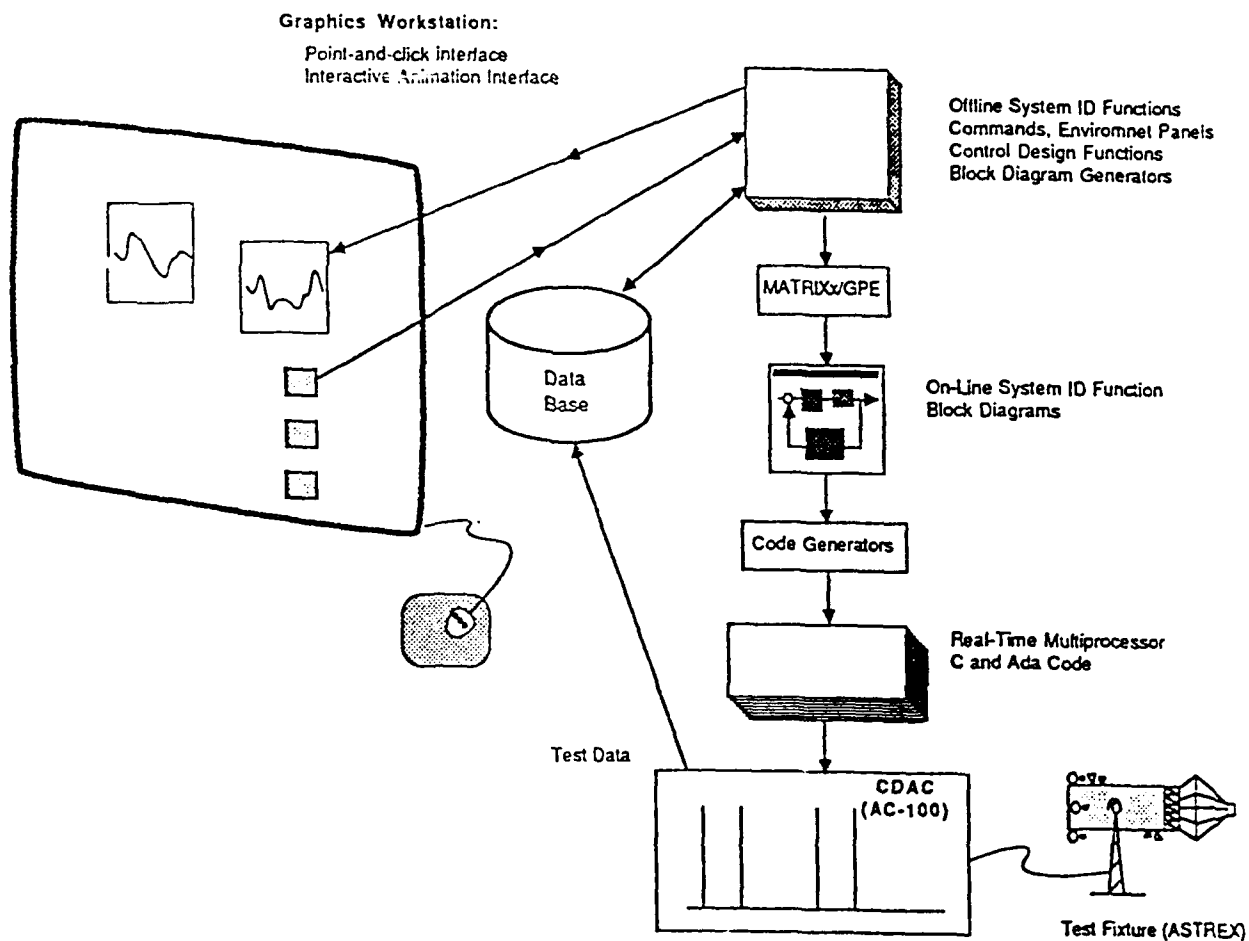 Graphics Workstation:
Point-and-click interface
Interactive Animation Interface
Offline System ID Functions
Commands, Enviromnet Panels
Control Design Functions
Block Diagram Generators
MATRIXx/GPE
Data
Base
On-Line System ID Function
Block Diagrams
Code Generators
Real-Time Multiprocessor
C and Ada Code
Test Data
CDAC
(AC-100)
Test Fixture (ASTREX)